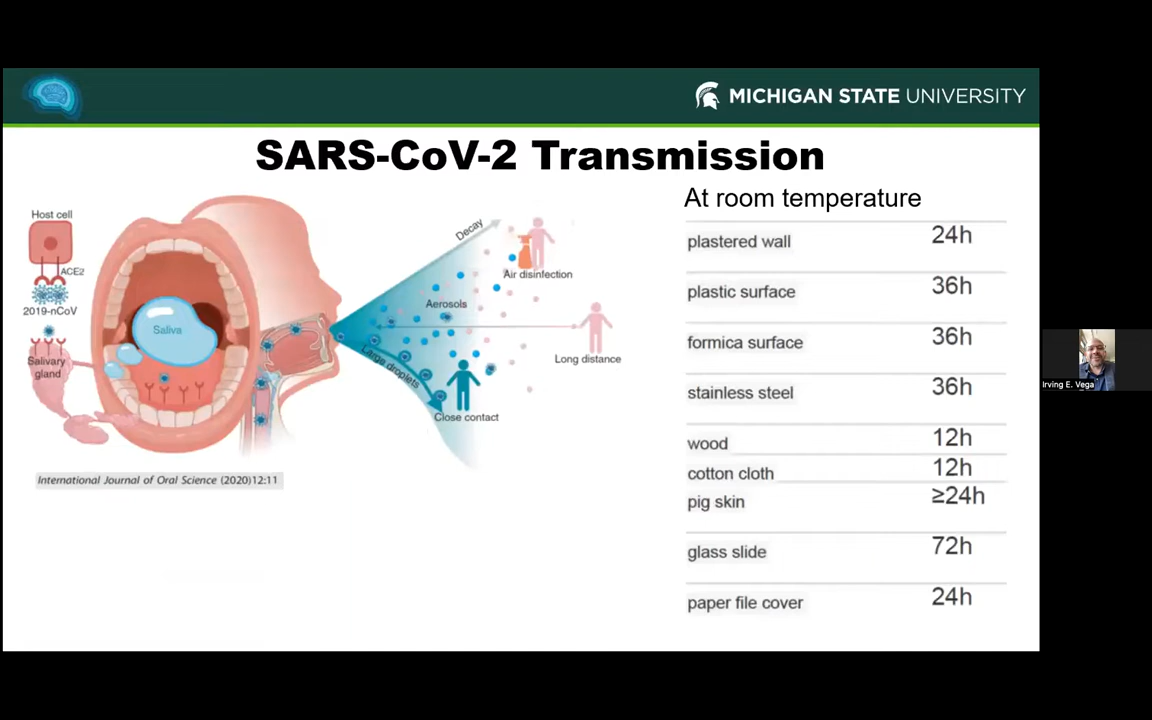 MICHIGAN STATE UNIVERSITY
SARS-CoV-2 Transmission
Host cell
ACE2
2019-nCoV
Salivary
gland
Saliva
Decay
Air disinfection
Aerosols
Long distance
Large droplets
Close contact
International Journal of Oral Science (2020)12:11
At room temperature
plastered wall 24h
plastic surface 36h
formica surface 36h
stainless steel 36h
wood 12h
cotton cloth 12h
pig skin ≥24h
glass slide 72h
paper file cover 24h
Irving E. Vega